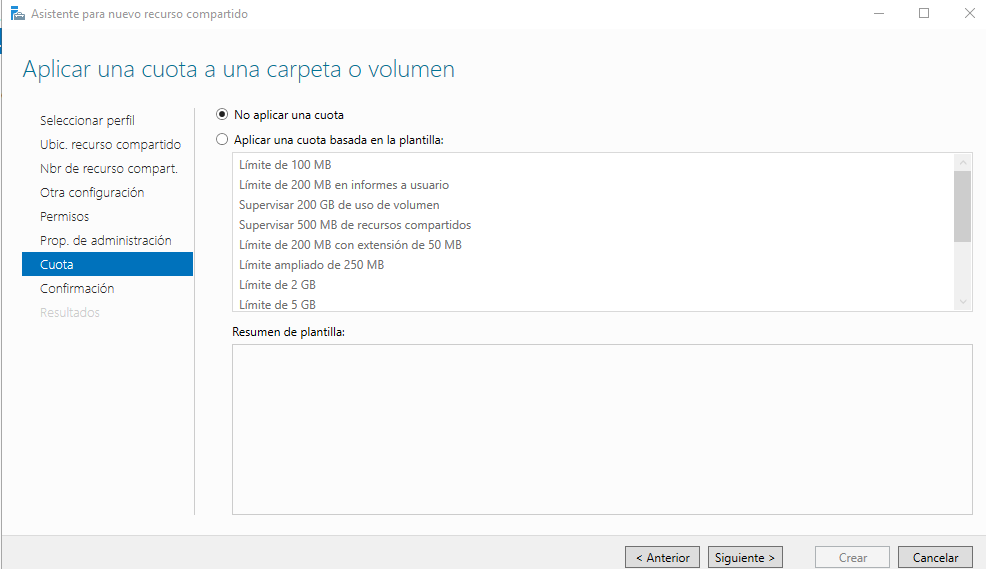 Asistente para nuevo recurso compartido
Aplicar una cuota a una carpeta o volumen
Seleccionar perfil
Ubic. recurso compartido
Nbr de recurso compart.
Otra configuración
Permisos
Prop. de administración
Cuota
Confirmación
Resultados
No aplicar una cuota
Aplicar una cuota basada en la plantilla:
Límite de 100 MB
Límite de 200 MB en informes a usuario
Supervisar 200 GB de uso de volumen
Supervisar 500 MB de recursos compartidos
Límite de 200 MB con extensión de 50 MB
Límite ampliado de 250 MB
Límite de 2 GB
Límite de 5 GB
Resumen de plantilla:
< Anterior
Siguiente >
Crear
Cancelar